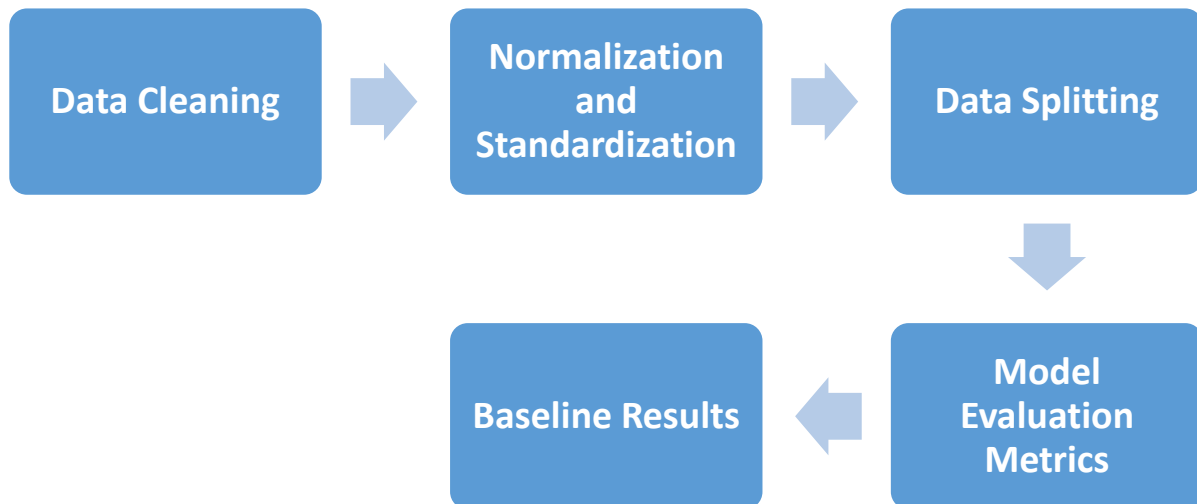 Data Cleaning
Normalization
and
Standardization
Data Splitting
Model
Evaluation
Metrics
Baseline Results